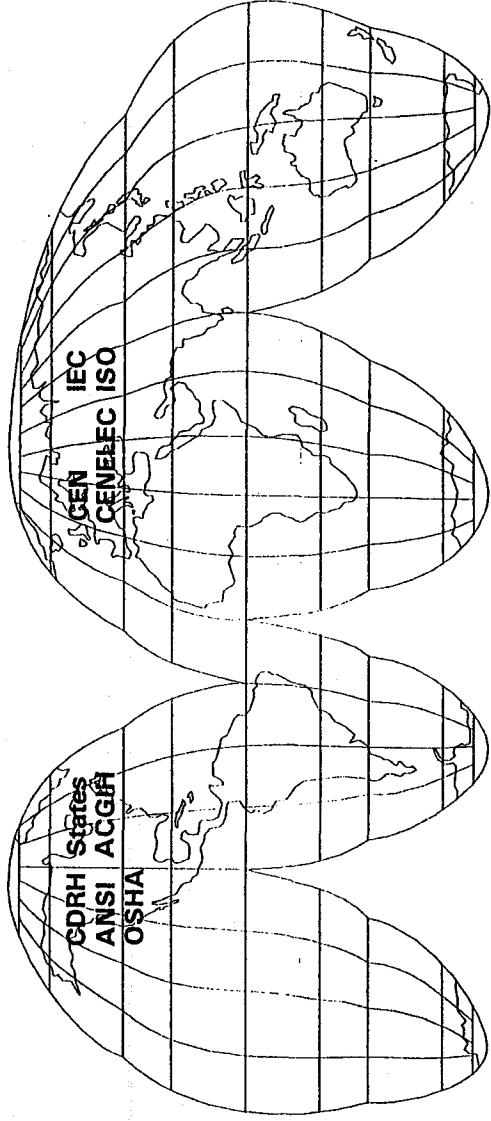 CDRH States
ANSI ACGIH
OSHA
CEN IEC
CENELEC ISO